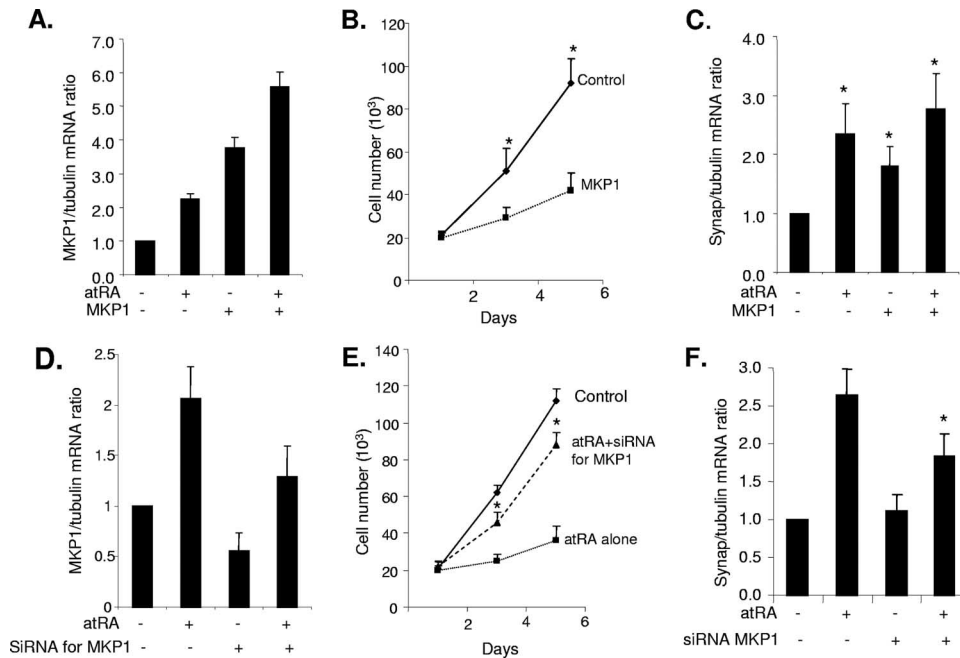 A.
MKP1/tubulin mRNA ratio
7.0
6.0
5.0
4.0
3.0
2.0
1.0
0.0
atRA - + - +
MKP1 - - + +
B.
Cell number (10³)
120
100
80
60
40
20
0
*
*
Control
MKP1
2 4 6
Days
C.
Synap/tubulin mRNA ratio
4.0
3.0
2.0
1.0
0.0
* * *
atRA - + - +
MKP1 - - + +
D.
MKP1/tubulin mRNA ratio
2.5
2
1.5
1
0.5
0
atRA - + - +
SiRNA for MKP1 - - + +
E.
Cell number (10³)
140
120
100
80
60
40
20
0
Control
*
atRA+siRNA
for MKP1
*
atRA alone
2 4 6
Days
F.
Synap/tubulin mRNA ratio
3.0
2.5
2.0
1.5
1.0
0.5
0.0
*
atRA - + - +
siRNA MKP1 - - + +